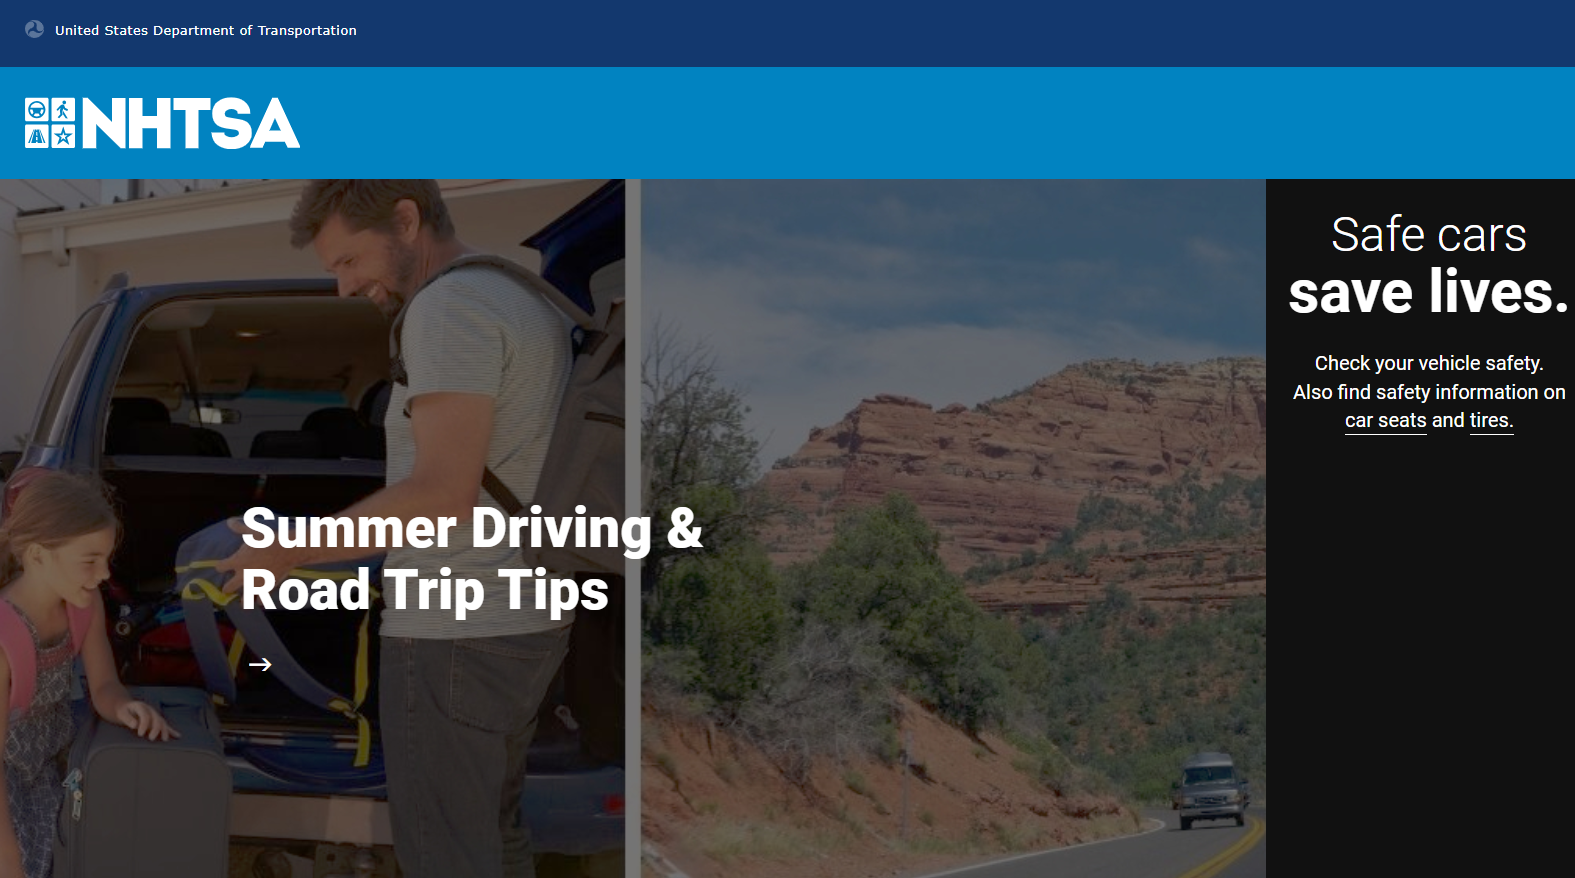 United States Department of Transportation
NHTSA
Summer Driving &
Road Trip Tips
Safe cars
save lives.
Check your vehicle safety.
Also find safety information on
car seats and tires.